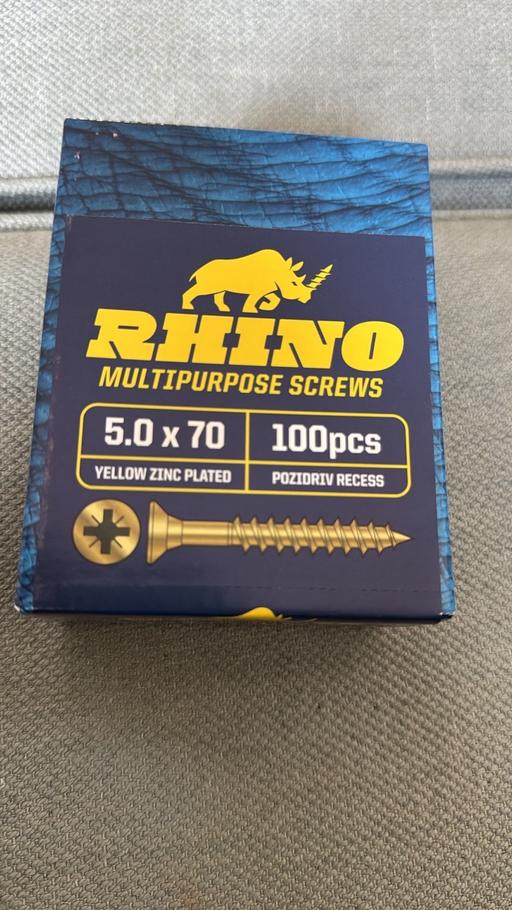 RHINO
MULTIPURPOSE SCREWS
5.0 x 70 100pcs
YELLOW ZINC PLATED POZIDRIV RECESS